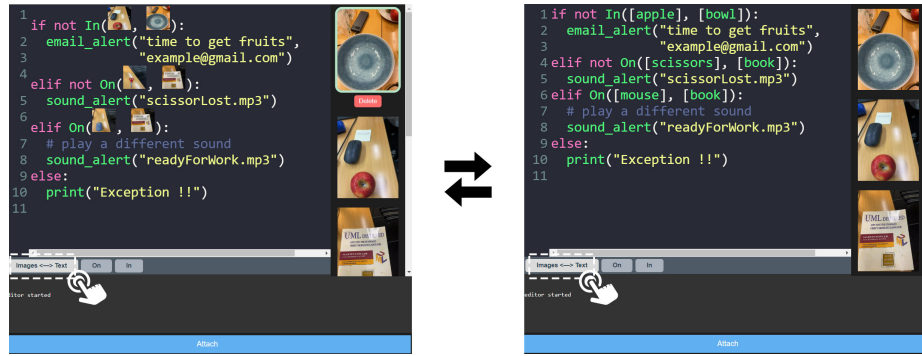 1
if not In( , ):
2 email_alert("time to get fruits",
3 "example@gmail.com")
4
elif not On( , ):
5 sound_alert("scissorLost.mp3")
6
elif On( , ):
7 # play a different sound
8 sound_alert("readyForWork.mp3")
9 else:
10 print("Exception !!")
11
Delete
UML
Images <--> Text On In
editor started
Attach
1 if not In([apple], [bowl]):
2 email_alert("time to get fruits",
3 "example@gmail.com")
4 elif not On([scissors], [book]):
5 sound_alert("scissorLost.mp3")
6 elif On([mouse], [book]):
7 # play a different sound
8 sound_alert("readyForWork.mp3")
9 else:
10 print("Exception !!")
11
UML
Images <--> Text On In
editor started
Attach